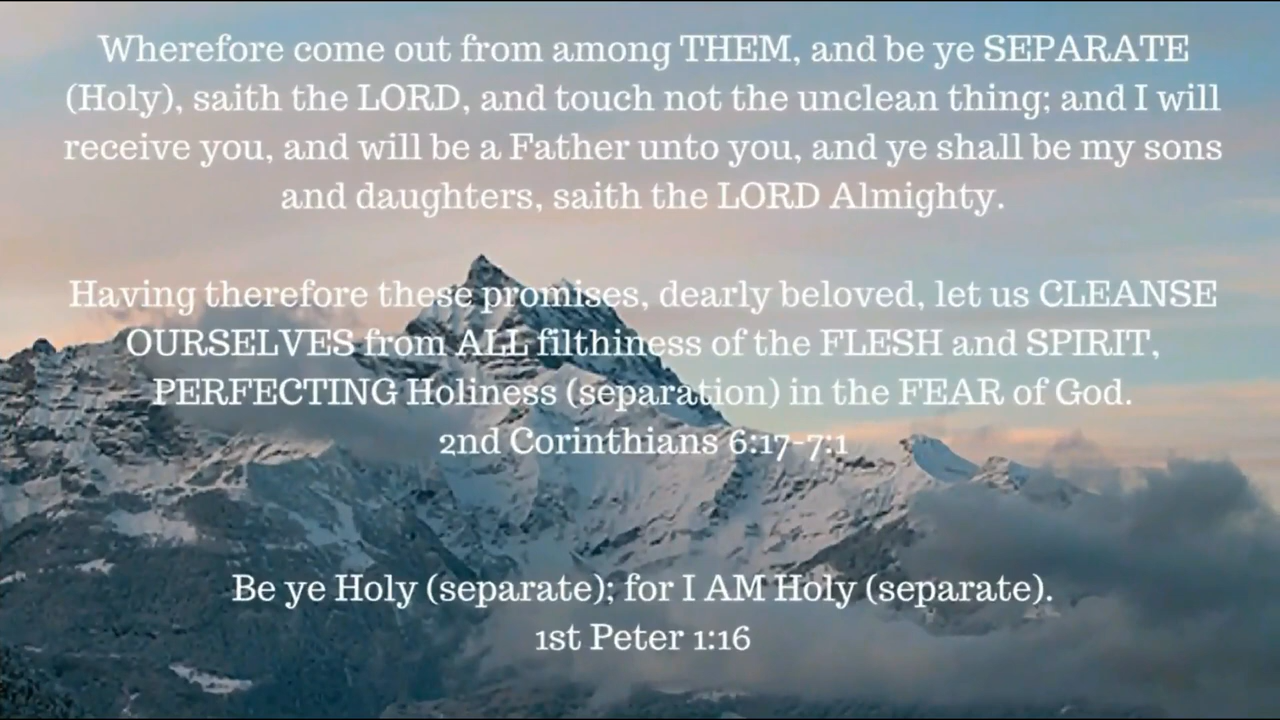 Wherefore come out from among THEM, and be ye SEPARATE
(Holy), saith the LORD, and touch not the unclean thing; and I will
receive you, and will be a Father unto you, and ye shall be my sons
and daughters, saith the LORD Almighty.
Having therefore these promises, dearly beloved, let us CLEANSE
OURSELVES from ALL filthiness of the FLESH and SPIRIT,
PERFECTING Holiness (separation) in the FEAR of God.
2nd Corinthians 6:17-7:1
Be ye Holy (separate); for I AM Holy (separate).
1st Peter 1:16